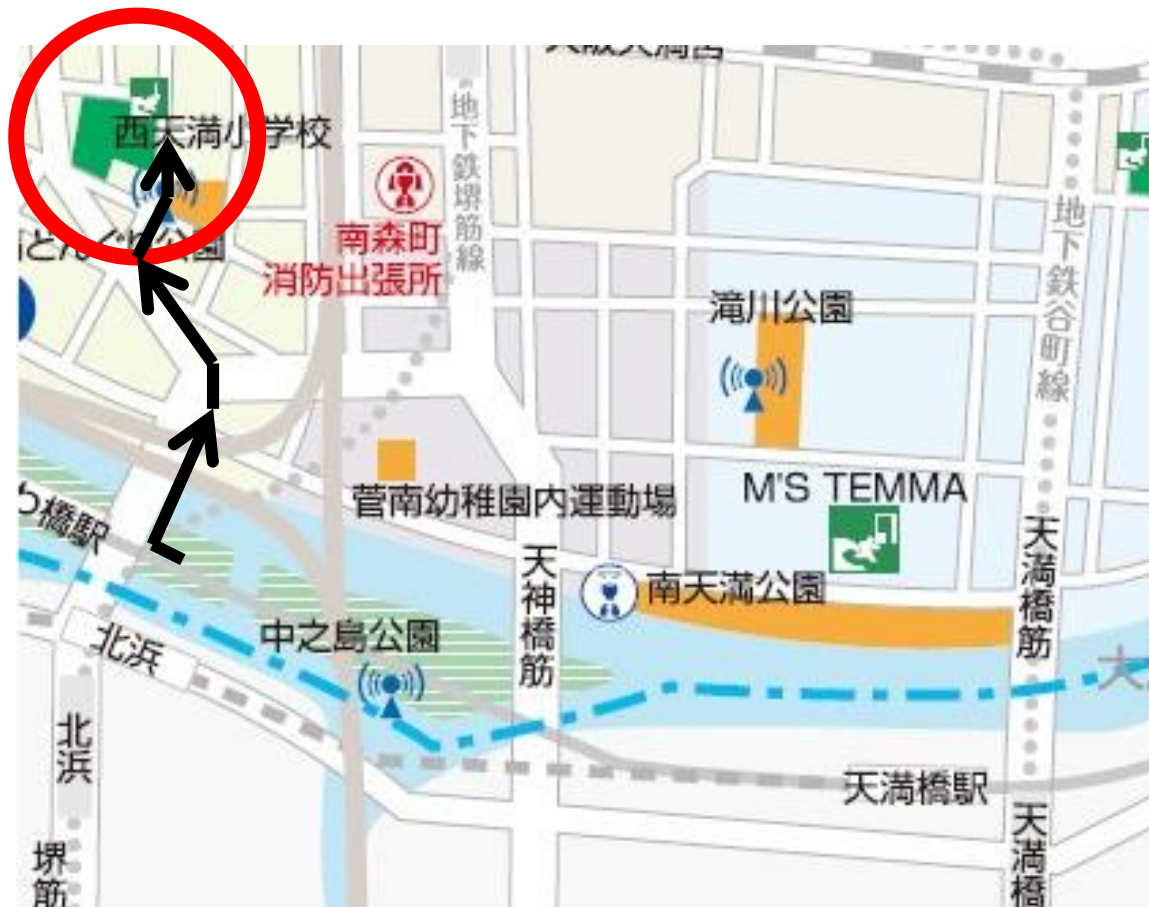 西天満小学校
地下鉄堺筋線
南森町
消防出張所
滝川公園
地下鉄谷町線
M'S TEMMA
菅南幼稚園内運動場
橋駅
天神橋筋
南天満公園
天満橋筋
中之島公園
北浜
大
北浜
天満橋駅
天満橋
堺筋